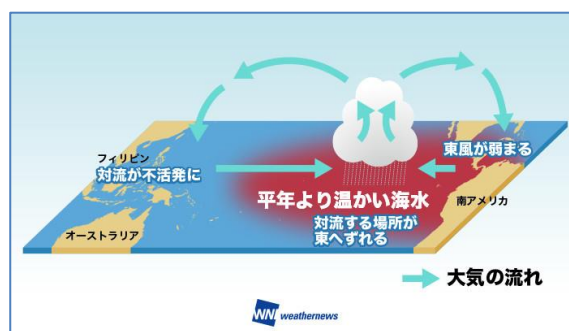 フィリピン
対流が不活発に
東風が弱まる
平年より温かい海水
対流する場所が
東へずれる
南アメリカ
オーストラリア
大気の流れ
WNI weathernews